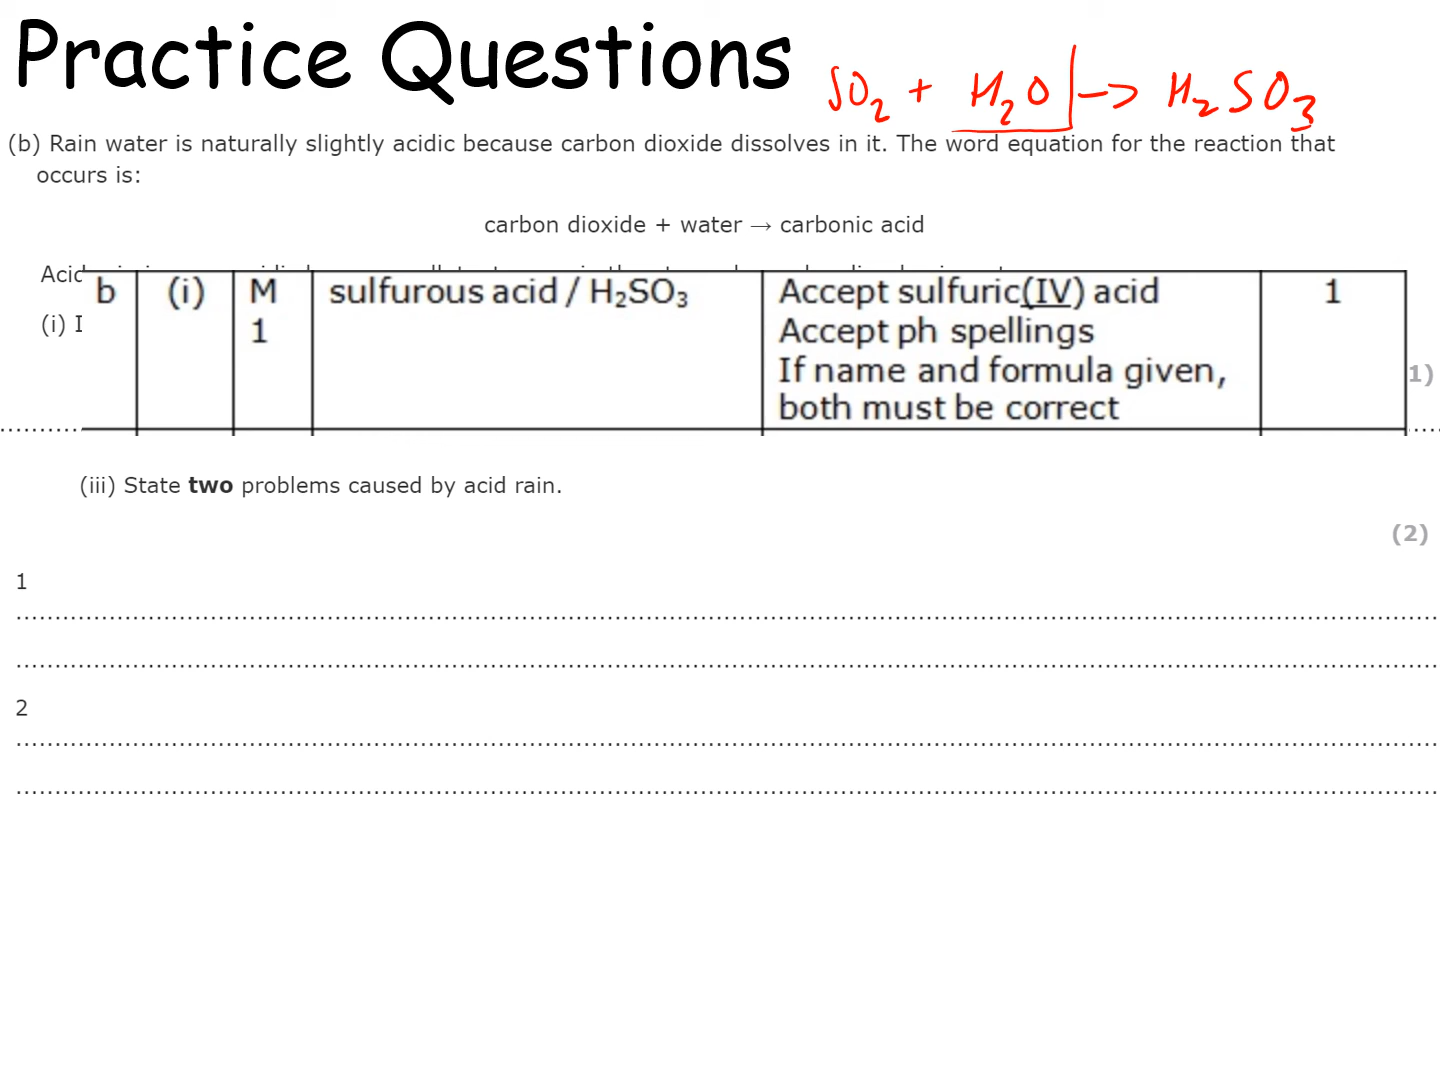 Practice Questions
SO₂ + H₂O → H₂SO₃
(b) Rain water is naturally slightly acidic because carbon dioxide dissolves in it. The word equation for the reaction that
occurs is:
carbon dioxide + water → carbonic acid
Acid
b (i) M sulfurous acid / H₂SO₃ Accept sulfuric(IV) acid 1
(i) I 1 Accept ph spellings
If name and formula given,
1)
both must be correct
(iii) State two problems caused by acid rain.
(2)
1
2